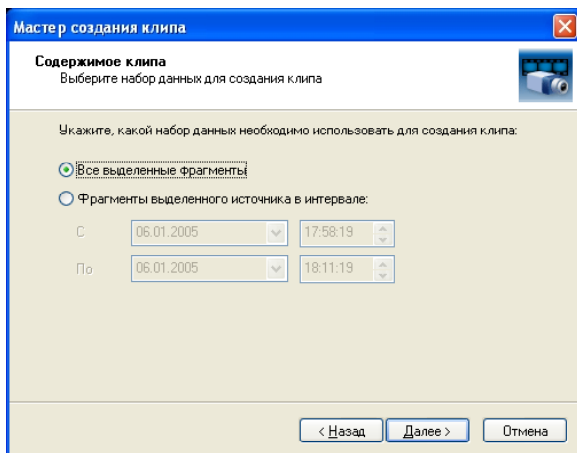 Мастер создания клипа
Содержимое клипа
Выберите набор данных для создания клипа
Укажите, какой набор данных необходимо использовать для создания клипа:
Все выделенные фрагменты
Фрагменты выделенного источника в интервале:
С 06.01.2005 17:58:19
По 06.01.2005 18:11:19
< Назад Далее > Отмена